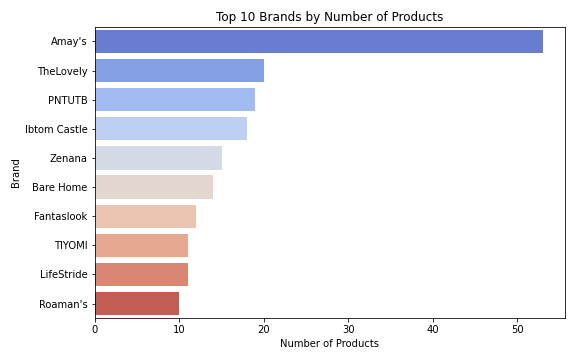 Top 10 Brands by Number of Products
Brand
Amay's
TheLovely
PNTUTB
Ibtom Castle
Zenana
Bare Home
Fantaslook
TIYOMI
LifeStride
Roaman's
0 10 20 30 40 50
Number of Products